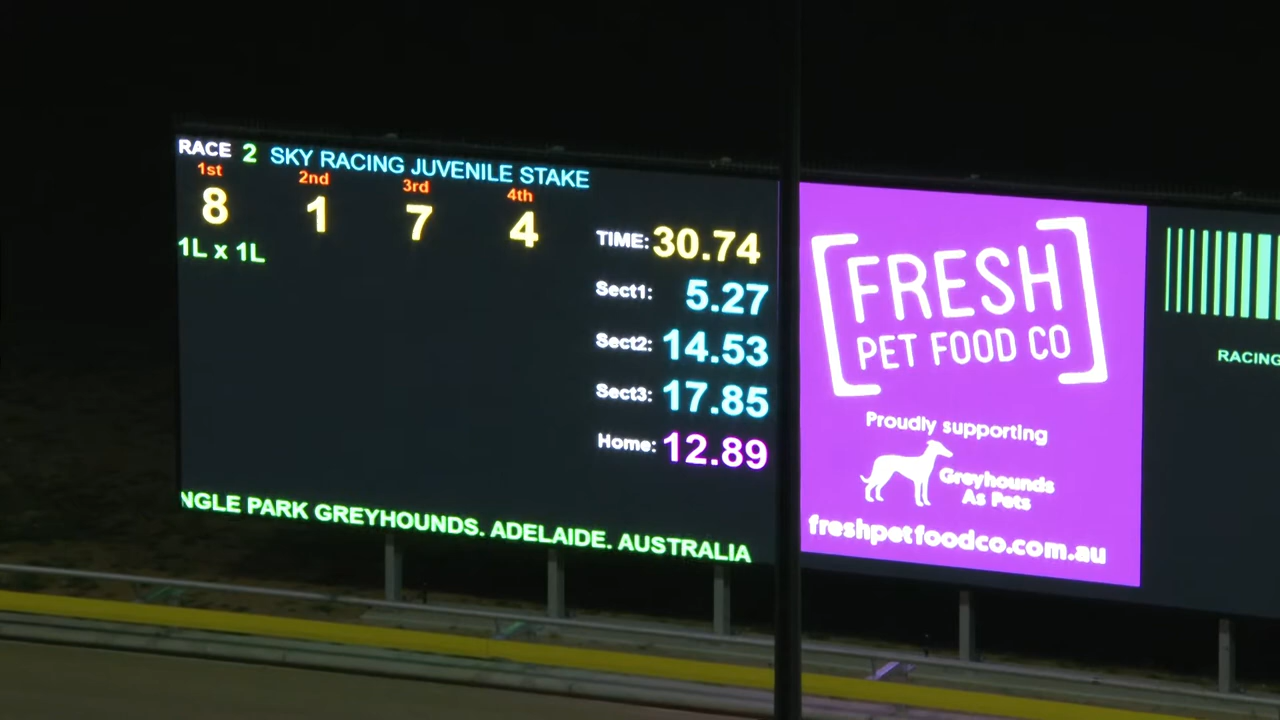 RACE 2 SKY RACING JUVENILE STAKE
1st 2nd 3rd 4th
8 1 7 4
1L x 1L
TIME: 30.74
Sect1: 5.27
Sect2: 14.53
Sect3: 17.85
Home: 12.89
NGLE PARK GREYHOUNDS. ADELAIDE. AUSTRALIA
FRESH
PET FOOD CO
Proudly supporting
Greyhounds
As Pets
freshpetfoodco.com.au
RACING